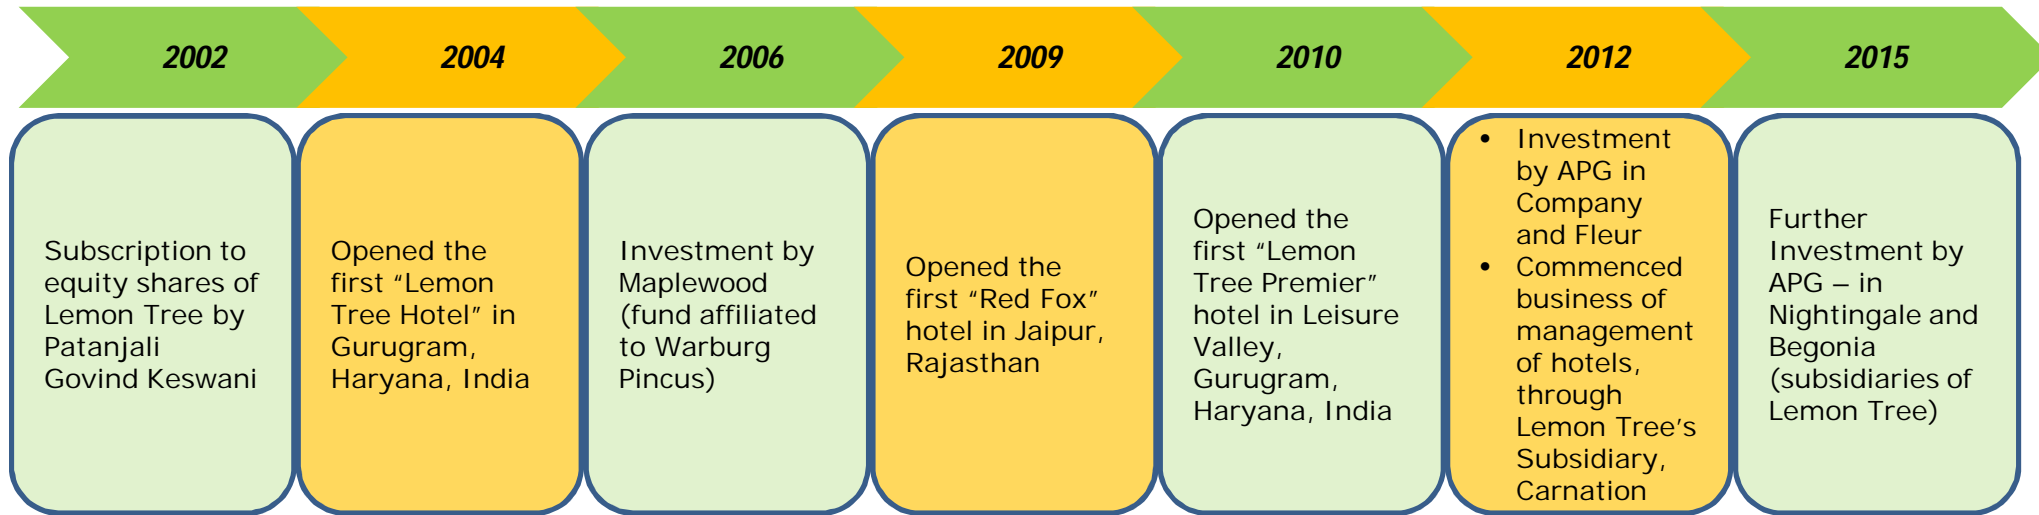 2002
2004
2006
2009
2010
2012
2015
Subscription to
equity shares of
Lemon Tree by
Patanjali
Govind Keswani
Opened the
first “Lemon
Tree Hotel” in
Gurugram,
Haryana, India
Investment by
Maplewood
(fund affiliated
to Warburg
Pincus)
Opened the
first “Red Fox”
hotel in Jaipur,
Rajasthan
Opened the
first “Lemon
Tree Premier”
hotel in Leisure
Valley,
Gurugram,
Haryana, India
• Investment
by APG in
Company
and Fleur
• Commenced
business of
management
of hotels,
through
Lemon Tree’s
Subsidiary,
Carnation
Further
Investment by
APG – in
Nightingale and
Begonia
(subsidiaries of
Lemon Tree)